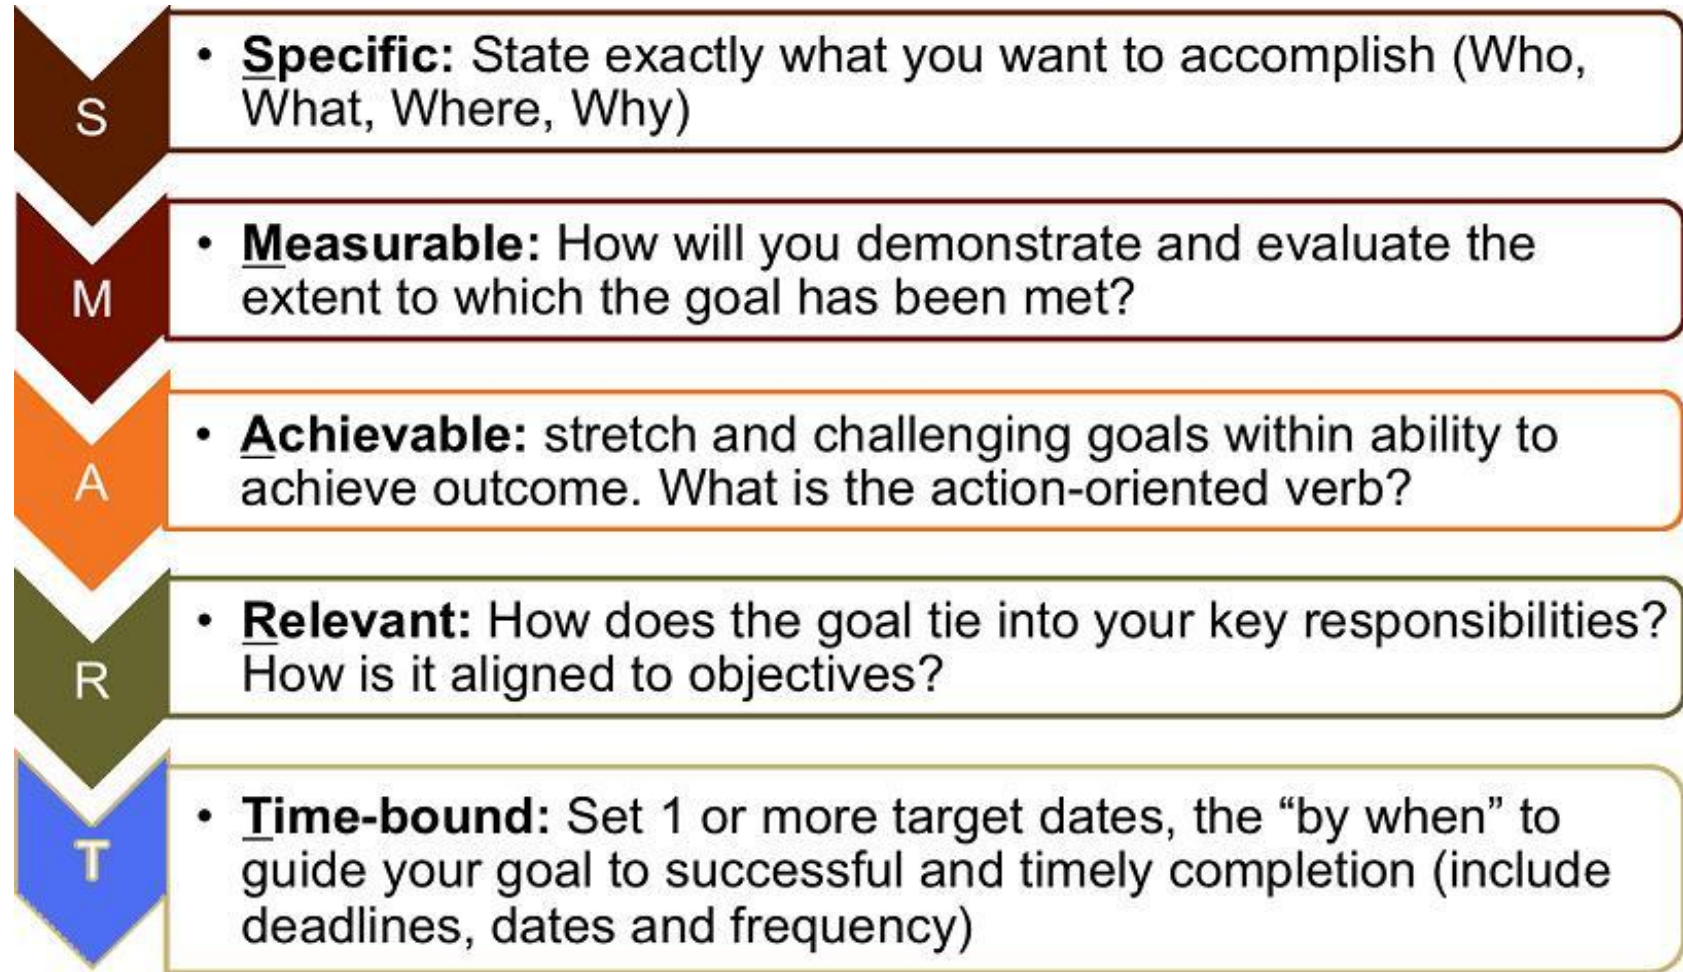 S
• Specific: State exactly what you want to accomplish (Who,
What, Where, Why)
M
• Measurable: How will you demonstrate and evaluate the
extent to which the goal has been met?
A
• Achievable: stretch and challenging goals within ability to
achieve outcome. What is the action-oriented verb?
R
• Relevant: How does the goal tie into your key responsibilities?
How is it aligned to objectives?
T
• Time-bound: Set 1 or more target dates, the “by when” to
guide your goal to successful and timely completion (include
deadlines, dates and frequency)